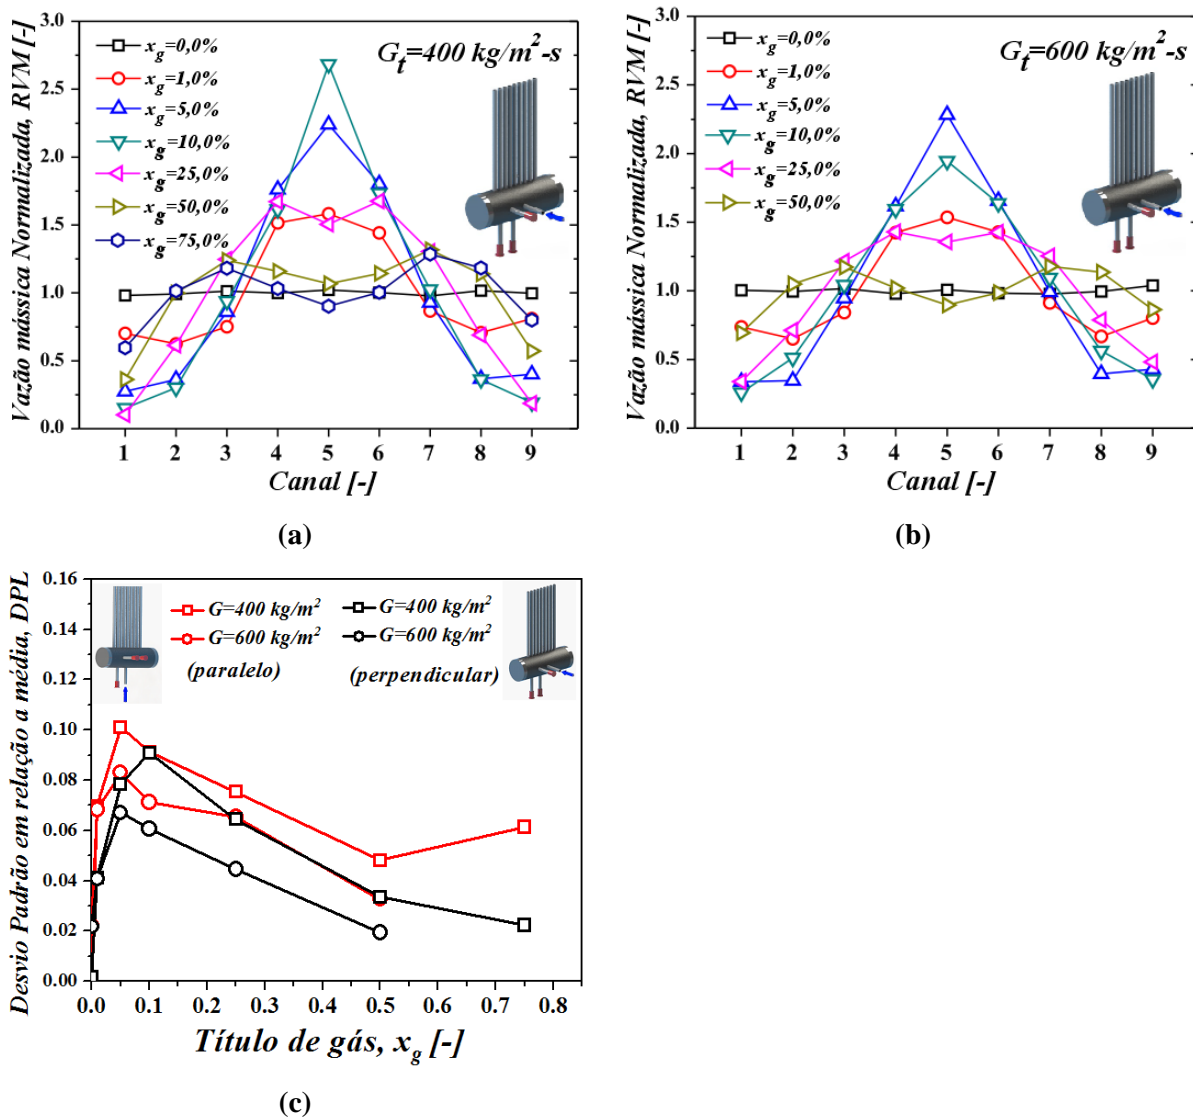 (a)
Vazão mássica Normalizada, RVM [-]
3.0
2.5
2.0
1.5
1.0
0.5
0.0
x_g=0,0%
x_g=1,0%
x_g=5,0%
x_g=10,0%
x_g=25,0%
x_g=50,0%
x_g=75,0%
G_t=400 kg/m²-s
1 2 3 4 5 6 7 8 9
Canal [-]
(b)
Vazão mássica Normalizada, RVM [-]
3.0
2.5
2.0
1.5
1.0
0.5
0.0
x_g=0,0%
x_g=1,0%
x_g=5,0%
x_g=10,0%
x_g=25,0%
x_g=50,0%
G_t=600 kg/m²-s
1 2 3 4 5 6 7 8 9
Canal [-]
(a)
(b)
Desvio Padrão em relação a média, DPL
0.16
0.14
0.12
0.10
0.08
0.06
0.04
0.02
0.00
G=400 kg/m²
G=600 kg/m²
(paralelo)
G=400 kg/m²
G=600 kg/m²
(perpendicular)
0.0 0.1 0.2 0.3 0.4 0.5 0.6 0.7 0.8
Título de gás, x_g [-]
(c)